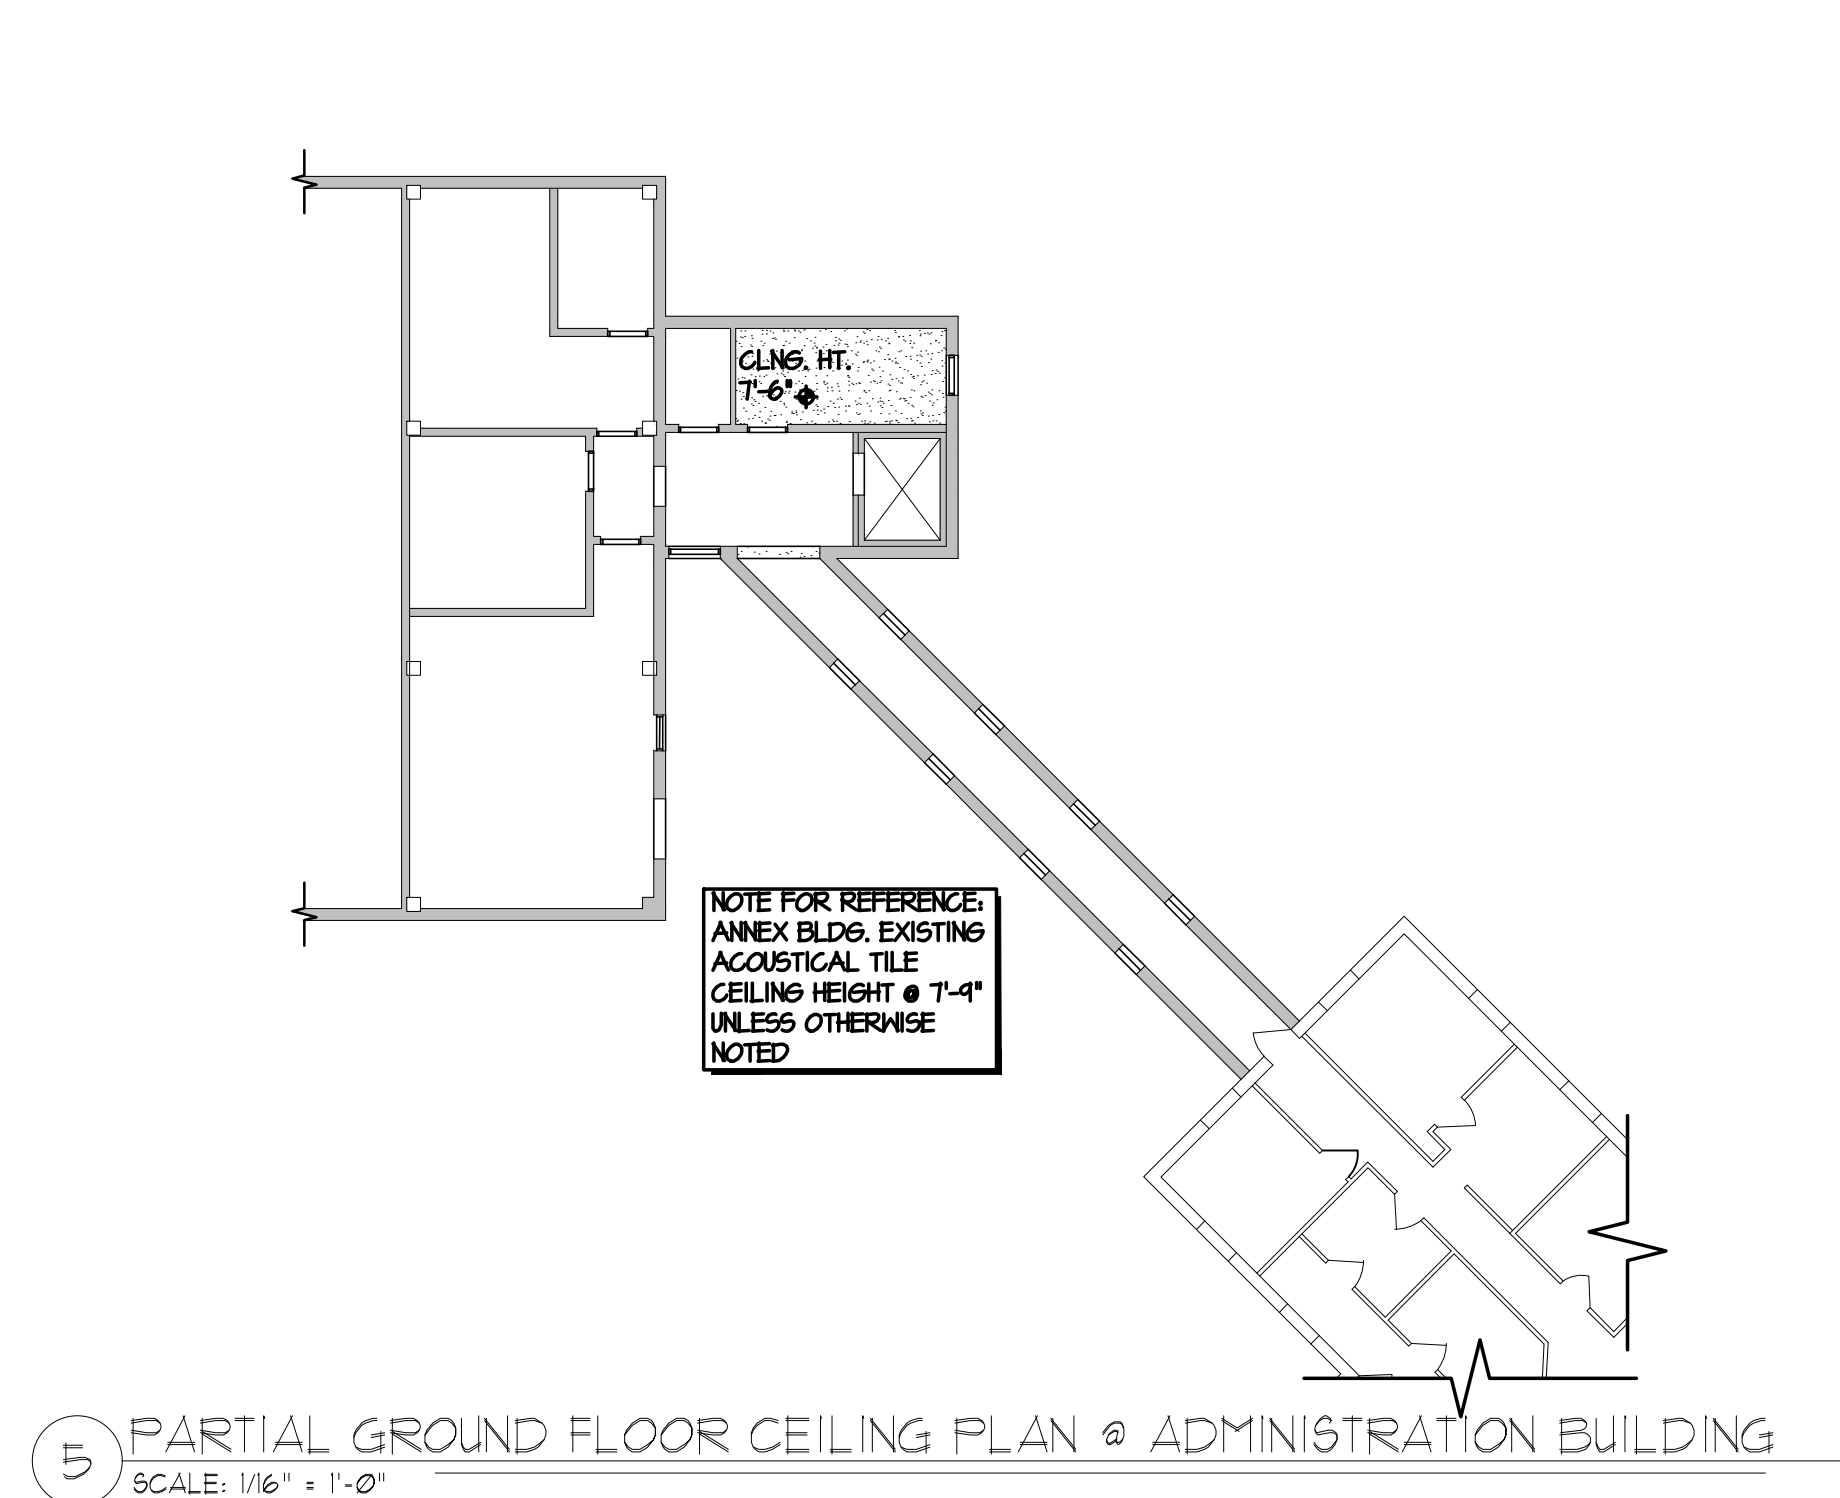 CLNG. HT.
7'-6"
NOTE FOR REFERENCE:
ANNEX BLDG. EXISTING
ACOUSTICAL TILE
CEILING HEIGHT @ 7'-9"
UNLESS OTHERWISE
NOTED
5
PARTIAL GROUND FLOOR CEILING PLAN @ ADMINISTRATION BUILDING
SCALE: 1/16" = 1'-0"